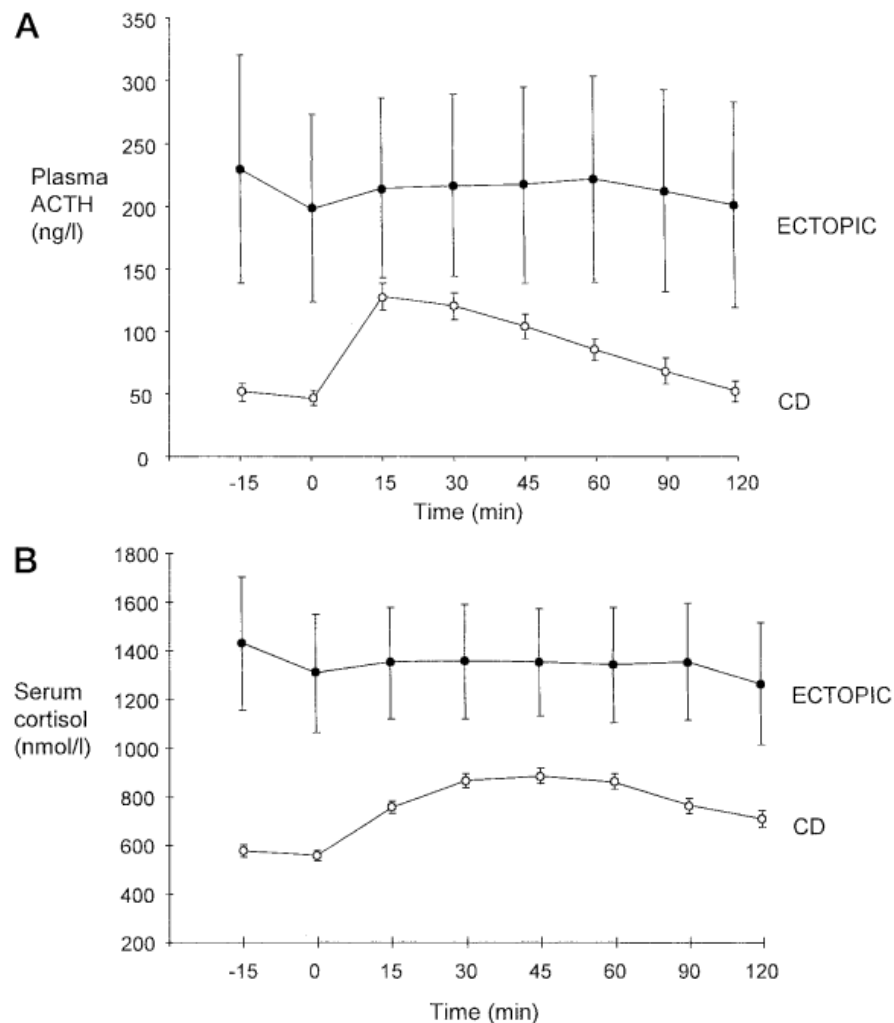 A
350
300
250
200
150
100
50
0
Plasma
ACTH
(ng/l)
ECTOPIC
CD
-15 0 15 30 45 60 90 120
Time (min)
B
1800
1600
1400
1200
1000
800
600
400
200
Serum
cortisol
(nmol/l)
ECTOPIC
CD
-15 0 15 30 45 60 90 120
Time (min)